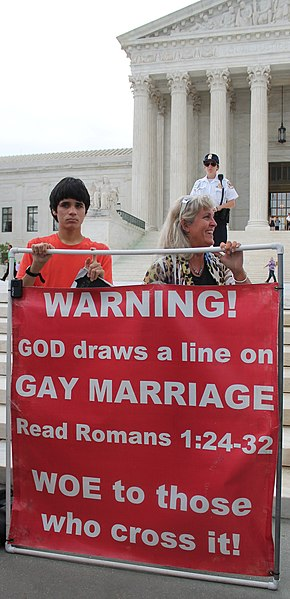 WARNING!
GOD draws a line on
GAY MARRIAGE
Read Romans 1:24-32
WOE to those
who cross it!